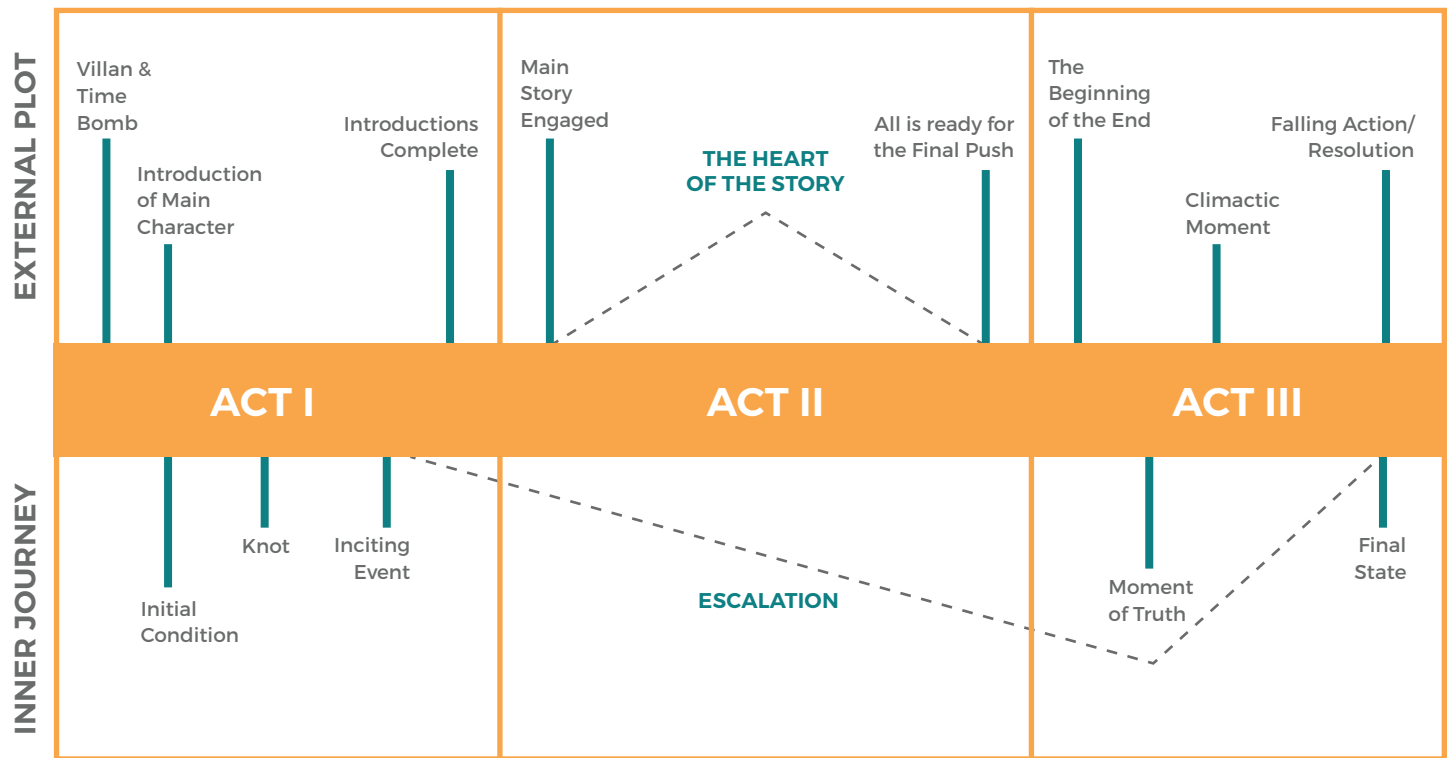 EXTERNAL PLOT
Villan &
Time
Bomb
Introduction
of Main
Character
Introductions
Complete
Main
Story
Engaged
THE HEART
OF THE STORY
All is ready for
the Final Push
The
Beginning
of the End
Climactic
Moment
Falling Action/
Resolution
ACT I
ACT II
ACT III
INNER JOURNEY
Initial
Condition
Knot
Inciting
Event
ESCALATION
Moment
of Truth
Final
State